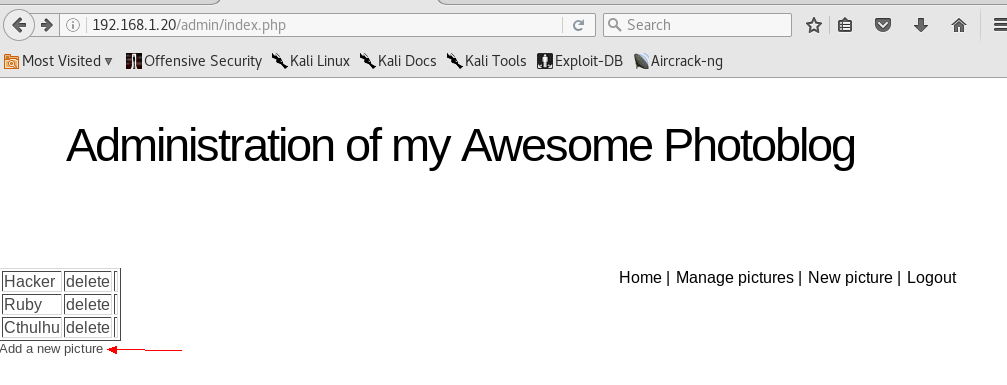 192.168.1.20/admin/index.php Search
Most Visited Offensive Security Kali Linux Kali Docs Kali Tools Exploit-DB Aircrack-ng
Administration of my Awesome Photoblog
Home | Manage pictures | New picture | Logout
Hacker delete
Ruby delete
Cthulhu delete
Add a new picture